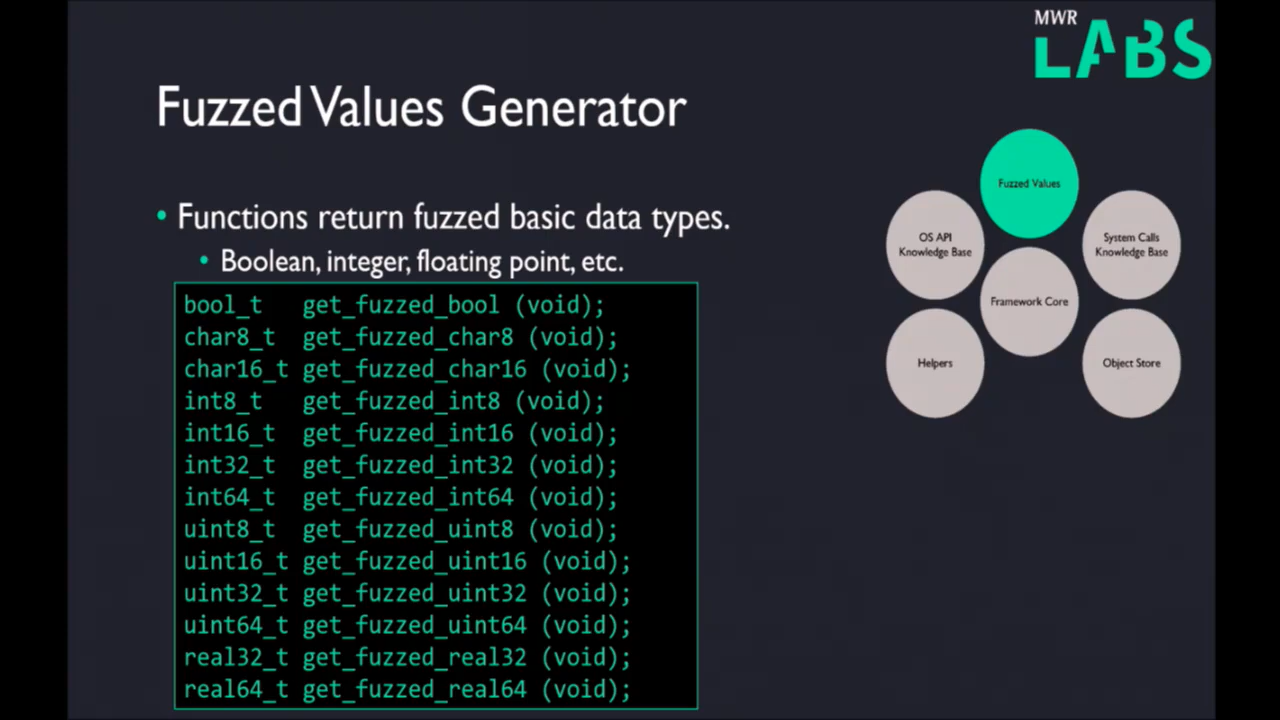 MWR
LABS
Fuzzed Values Generator
• Functions return fuzzed basic data types.
• Boolean, integer, floating point, etc.
bool_t get_fuzzed_bool (void);
char8_t get_fuzzed_char8 (void);
char16_t get_fuzzed_char16 (void);
int8_t get_fuzzed_int8 (void);
int16_t get_fuzzed_int16 (void);
int32_t get_fuzzed_int32 (void);
int64_t get_fuzzed_int64 (void);
uint8_t get_fuzzed_uint8 (void);
uint16_t get_fuzzed_uint16 (void);
uint32_t get_fuzzed_uint32 (void);
uint64_t get_fuzzed_uint64 (void);
real32_t get_fuzzed_real32 (void);
real64_t get_fuzzed_real64 (void);
Fuzzed Values
OS API
Knowledge Base
System Calls
Knowledge Base
Framework Core
Helpers
Object Store